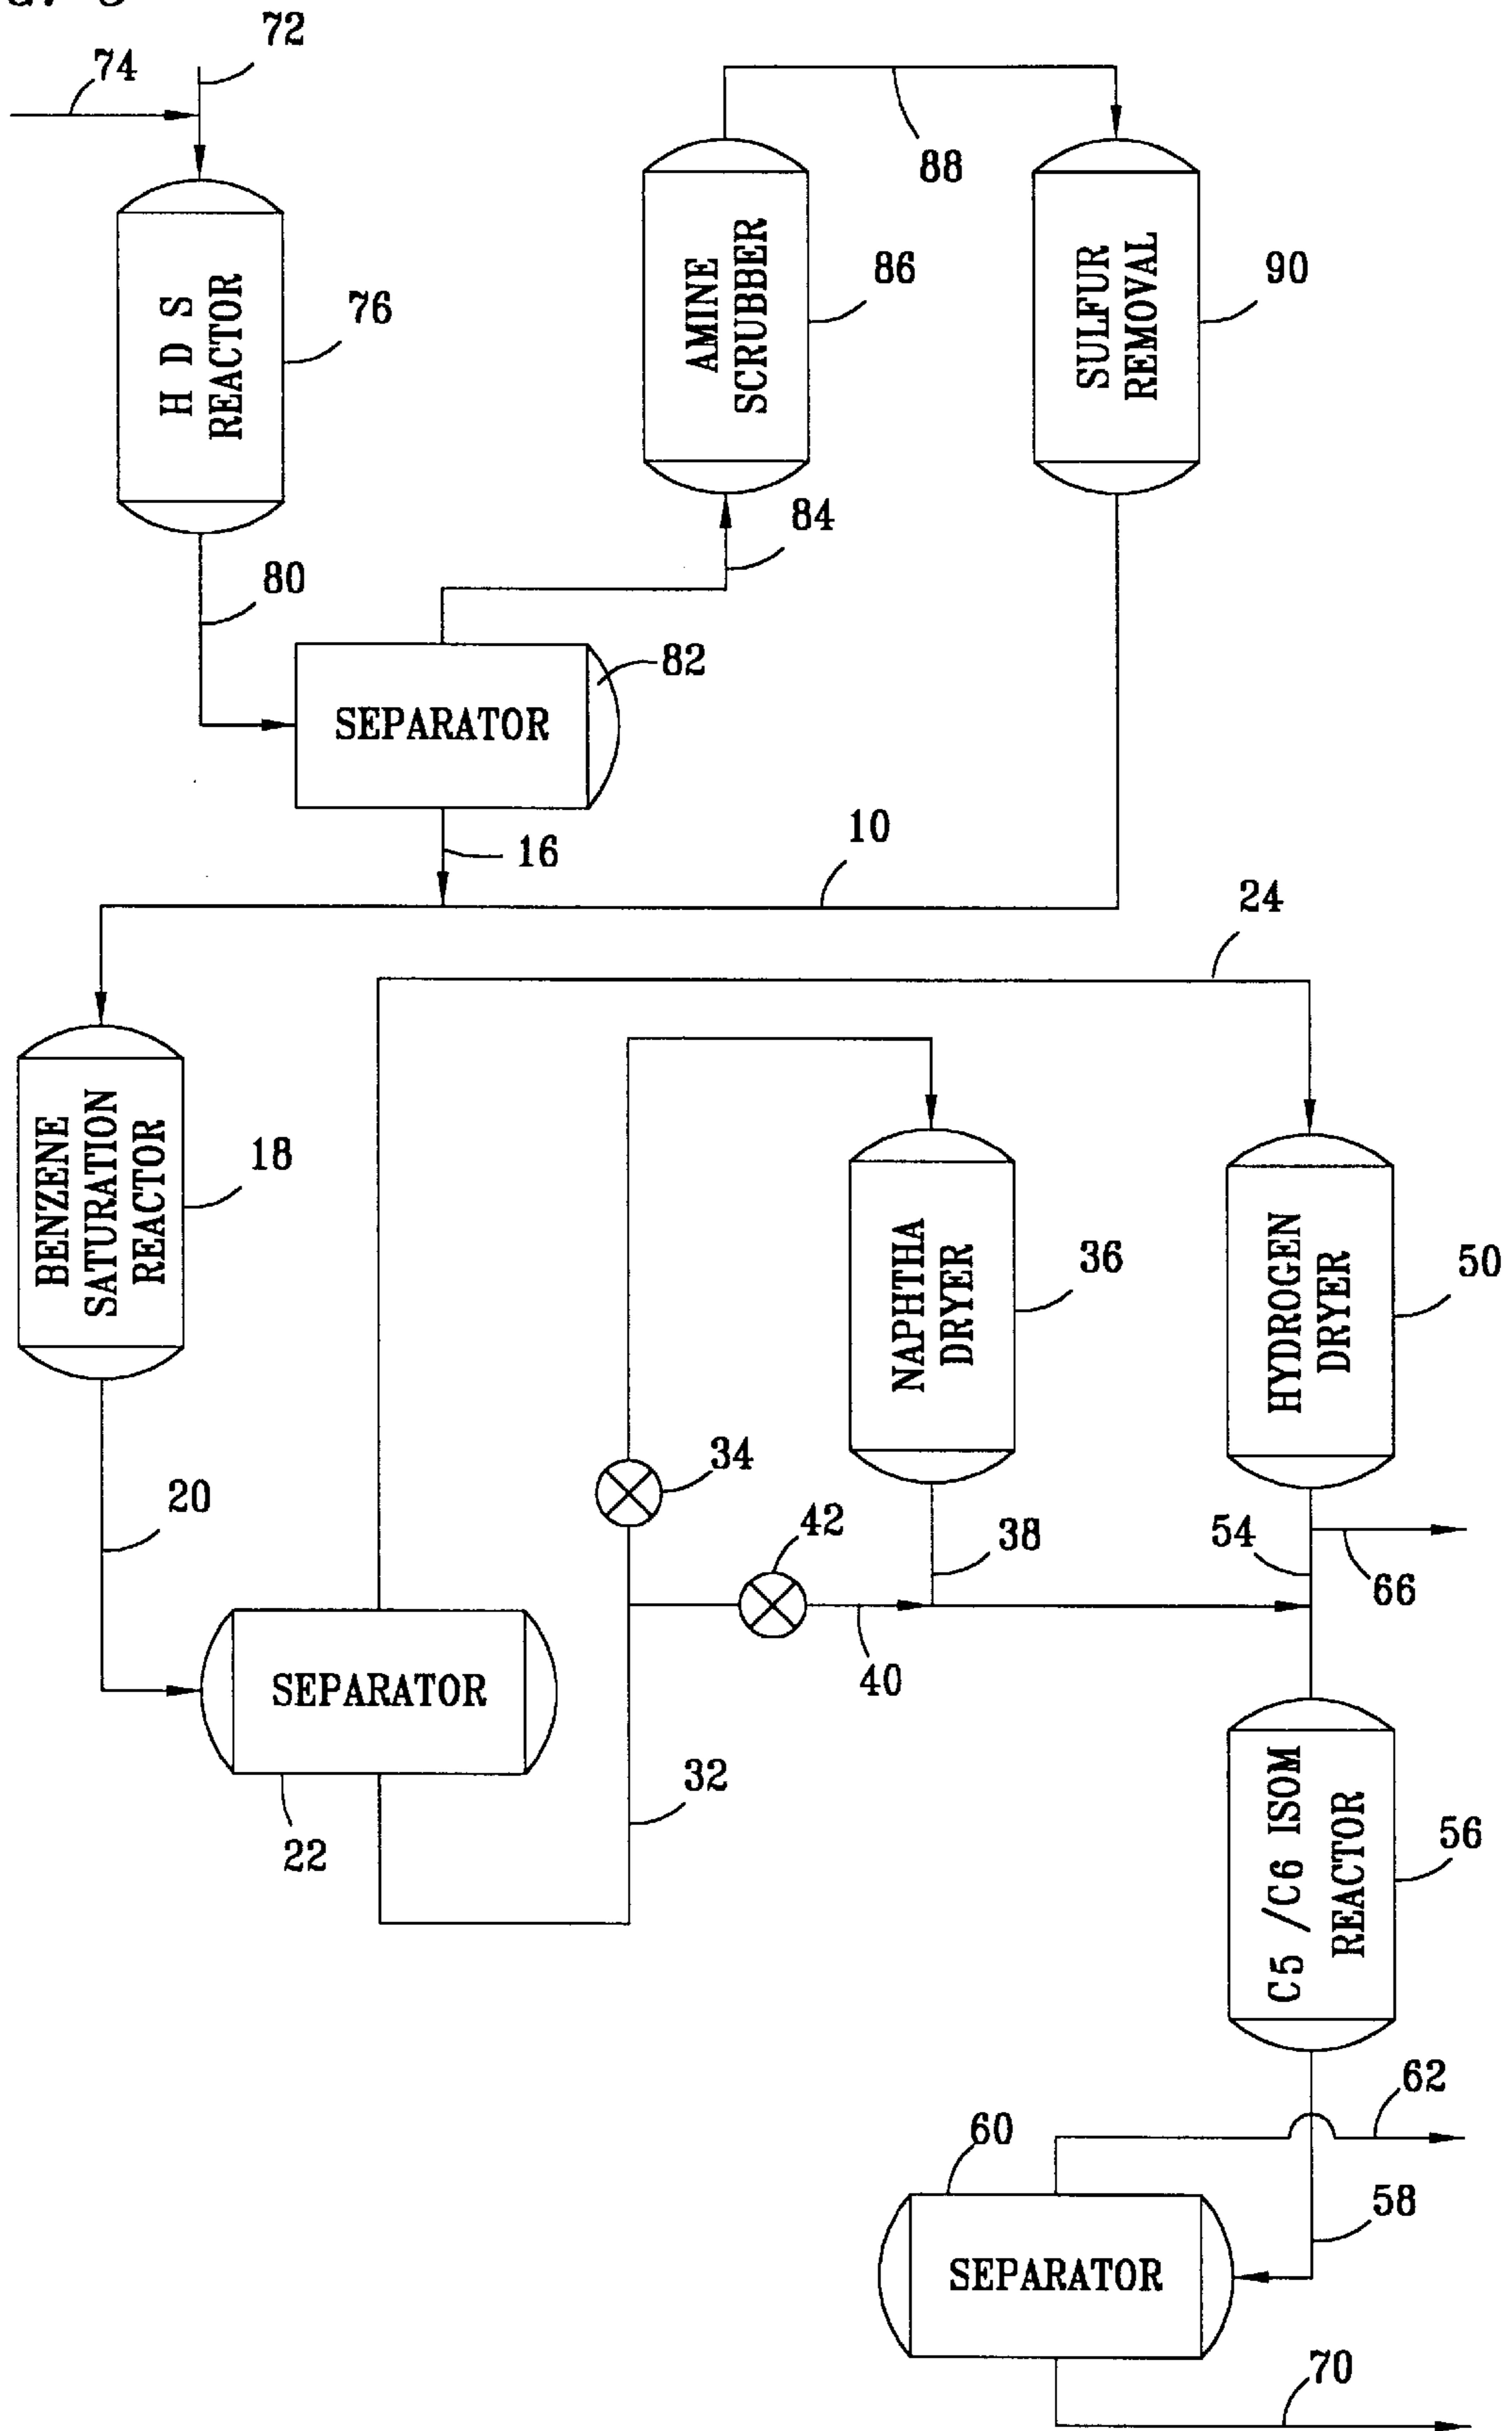 72
74
88
H D S
REACTOR
76
AMINE
SCRUBBER
86
SULFUR
REMOVAL
90
84
80
82
SEPARATOR
16
10
24
BENZENE
SATURATION
REACTOR
18
NAPHTHA
DRYER
36
HYDROGEN
DRYER
50
34
20
42
38
54
66
40
SEPARATOR
32
22
C5 /C6 ISOM
REACTOR
56
62
60
58
SEPARATOR
70